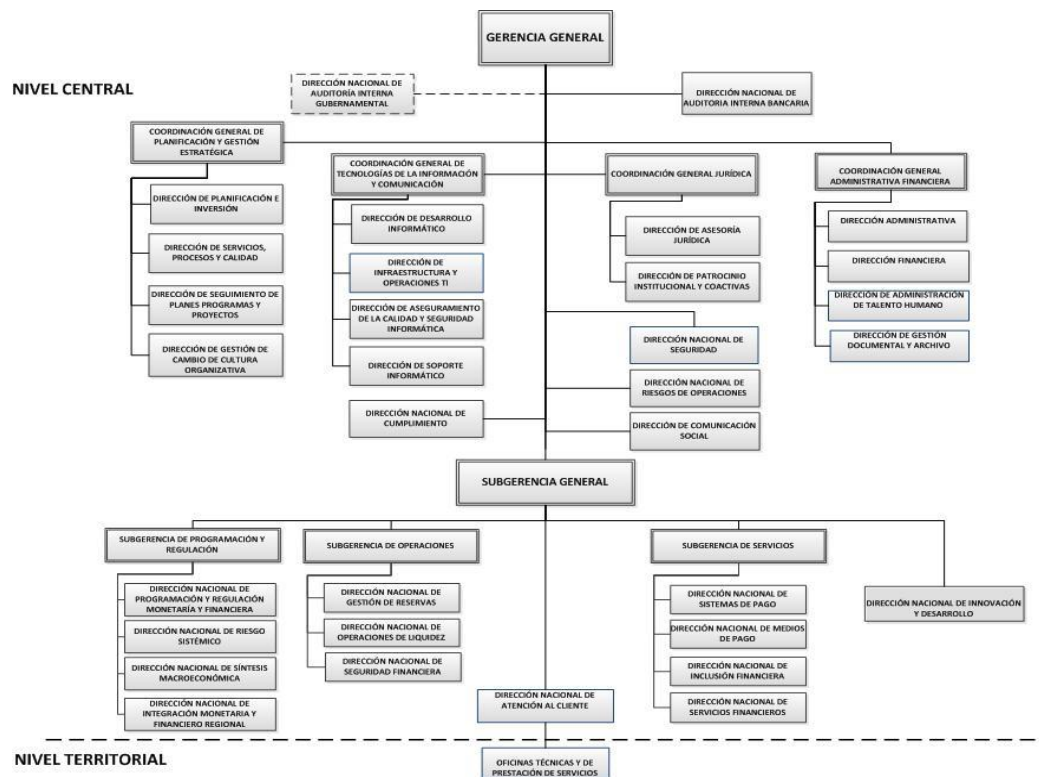 GERENCIA GENERAL
NIVEL CENTRAL
DIRECCIÓN NACIONAL DE
AUDITORÍA INTERNA
GUBERNAMENTAL
DIRECCIÓN NACIONAL DE
AUDITORIA INTERNA BANCARIA
COORDINACIÓN GENERAL DE
PLANIFICACIÓN Y GESTIÓN
ESTRATÉGICA
COORDINACIÓN GENERAL DE
TECNOLOGÍAS DE LA INFORMACIÓN
Y COMUNICACIÓN
COORDINACIÓN GENERAL JURÍDICA
COORDINACIÓN GENERAL
ADMINISTRATIVA FINANCIERA
DIRECCIÓN DE PLANIFICACIÓN E
INVERSIÓN
DIRECCIÓN DE SERVICIOS,
PROCESOS Y CALIDAD
DIRECCIÓN DE SEGUIMIENTO DE
PLANES PROGRAMAS Y
PROYECTOS
DIRECCIÓN DE GESTIÓN DE
CAMBIO DE CULTURA
ORGANIZATIVA
DIRECCIÓN DE DESARROLLO
INFORMÁTICO
DIRECCIÓN DE
INFRAESTRUCTURA Y
OPERACIONES TI
DIRECCIÓN DE ASEGURAMIENTO
DE LA CALIDAD Y SEGURIDAD
INFORMÁTICA
DIRECCIÓN DE SOPORTE
INFORMÁTICO
DIRECCIÓN NACIONAL DE
CUMPLIMIENTO
DIRECCIÓN DE ASESORÍA
JURÍDICA
DIRECCIÓN DE PATROCINIO
INSTITUCIONAL Y COACTIVAS
DIRECCIÓN NACIONAL DE
SEGURIDAD
DIRECCIÓN NACIONAL DE
RIESGOS DE OPERACIONES
DIRECCIÓN DE COMUNICACIÓN
SOCIAL
DIRECCIÓN ADMINISTRATIVA
DIRECCIÓN FINANCIERA
DIRECCIÓN DE ADMINISTRACIÓN
DE TALENTO HUMANO
DIRECCIÓN DE GESTIÓN
DOCUMENTAL Y ARCHIVO
SUBGERENCIA GENERAL
SUBGERENCIA DE PROGRAMACIÓN Y
REGULACIÓN
SUBGERENCIA DE OPERACIONES
SUBGERENCIA DE SERVICIOS
DIRECCIÓN NACIONAL DE
PROGRAMACIÓN Y REGULACIÓN
MONETARÍA Y FINANCIERA
DIRECCIÓN NACIONAL DE RIESGO
SISTÉMICO
DIRECCIÓN NACIONAL DE SÍNTESIS
MACROECONÓMICA
DIRECCIÓN NACIONAL DE
INTEGRACIÓN MONETARIA Y
FINANCIERO REGIONAL
DIRECCIÓN NACIONAL DE
GESTIÓN DE RESERVAS
DIRECCIÓN NACIONAL DE
OPERACIONES DE LIQUIDEZ
DIRECCIÓN NACIONAL DE
SEGURIDAD FINANCIERA
DIRECCIÓN NACIONAL DE
SISTEMAS DE PAGO
DIRECCIÓN NACIONAL DE MEDIOS
DE PAGO
DIRECCIÓN NACIONAL DE
INCLUSIÓN FINANCIERA
DIRECCIÓN NACIONAL DE
SERVICIOS FINANCIEROS
DIRECCIÓN NACIONAL DE INNOVACIÓN
Y DESARROLLO
DIRECCIÓN NACIONAL DE
ATENCIÓN AL CLIENTE
NIVEL TERRITORIAL
OFICINAS TÉCNICAS Y DE
PRESTACIÓN DE SERVICIOS